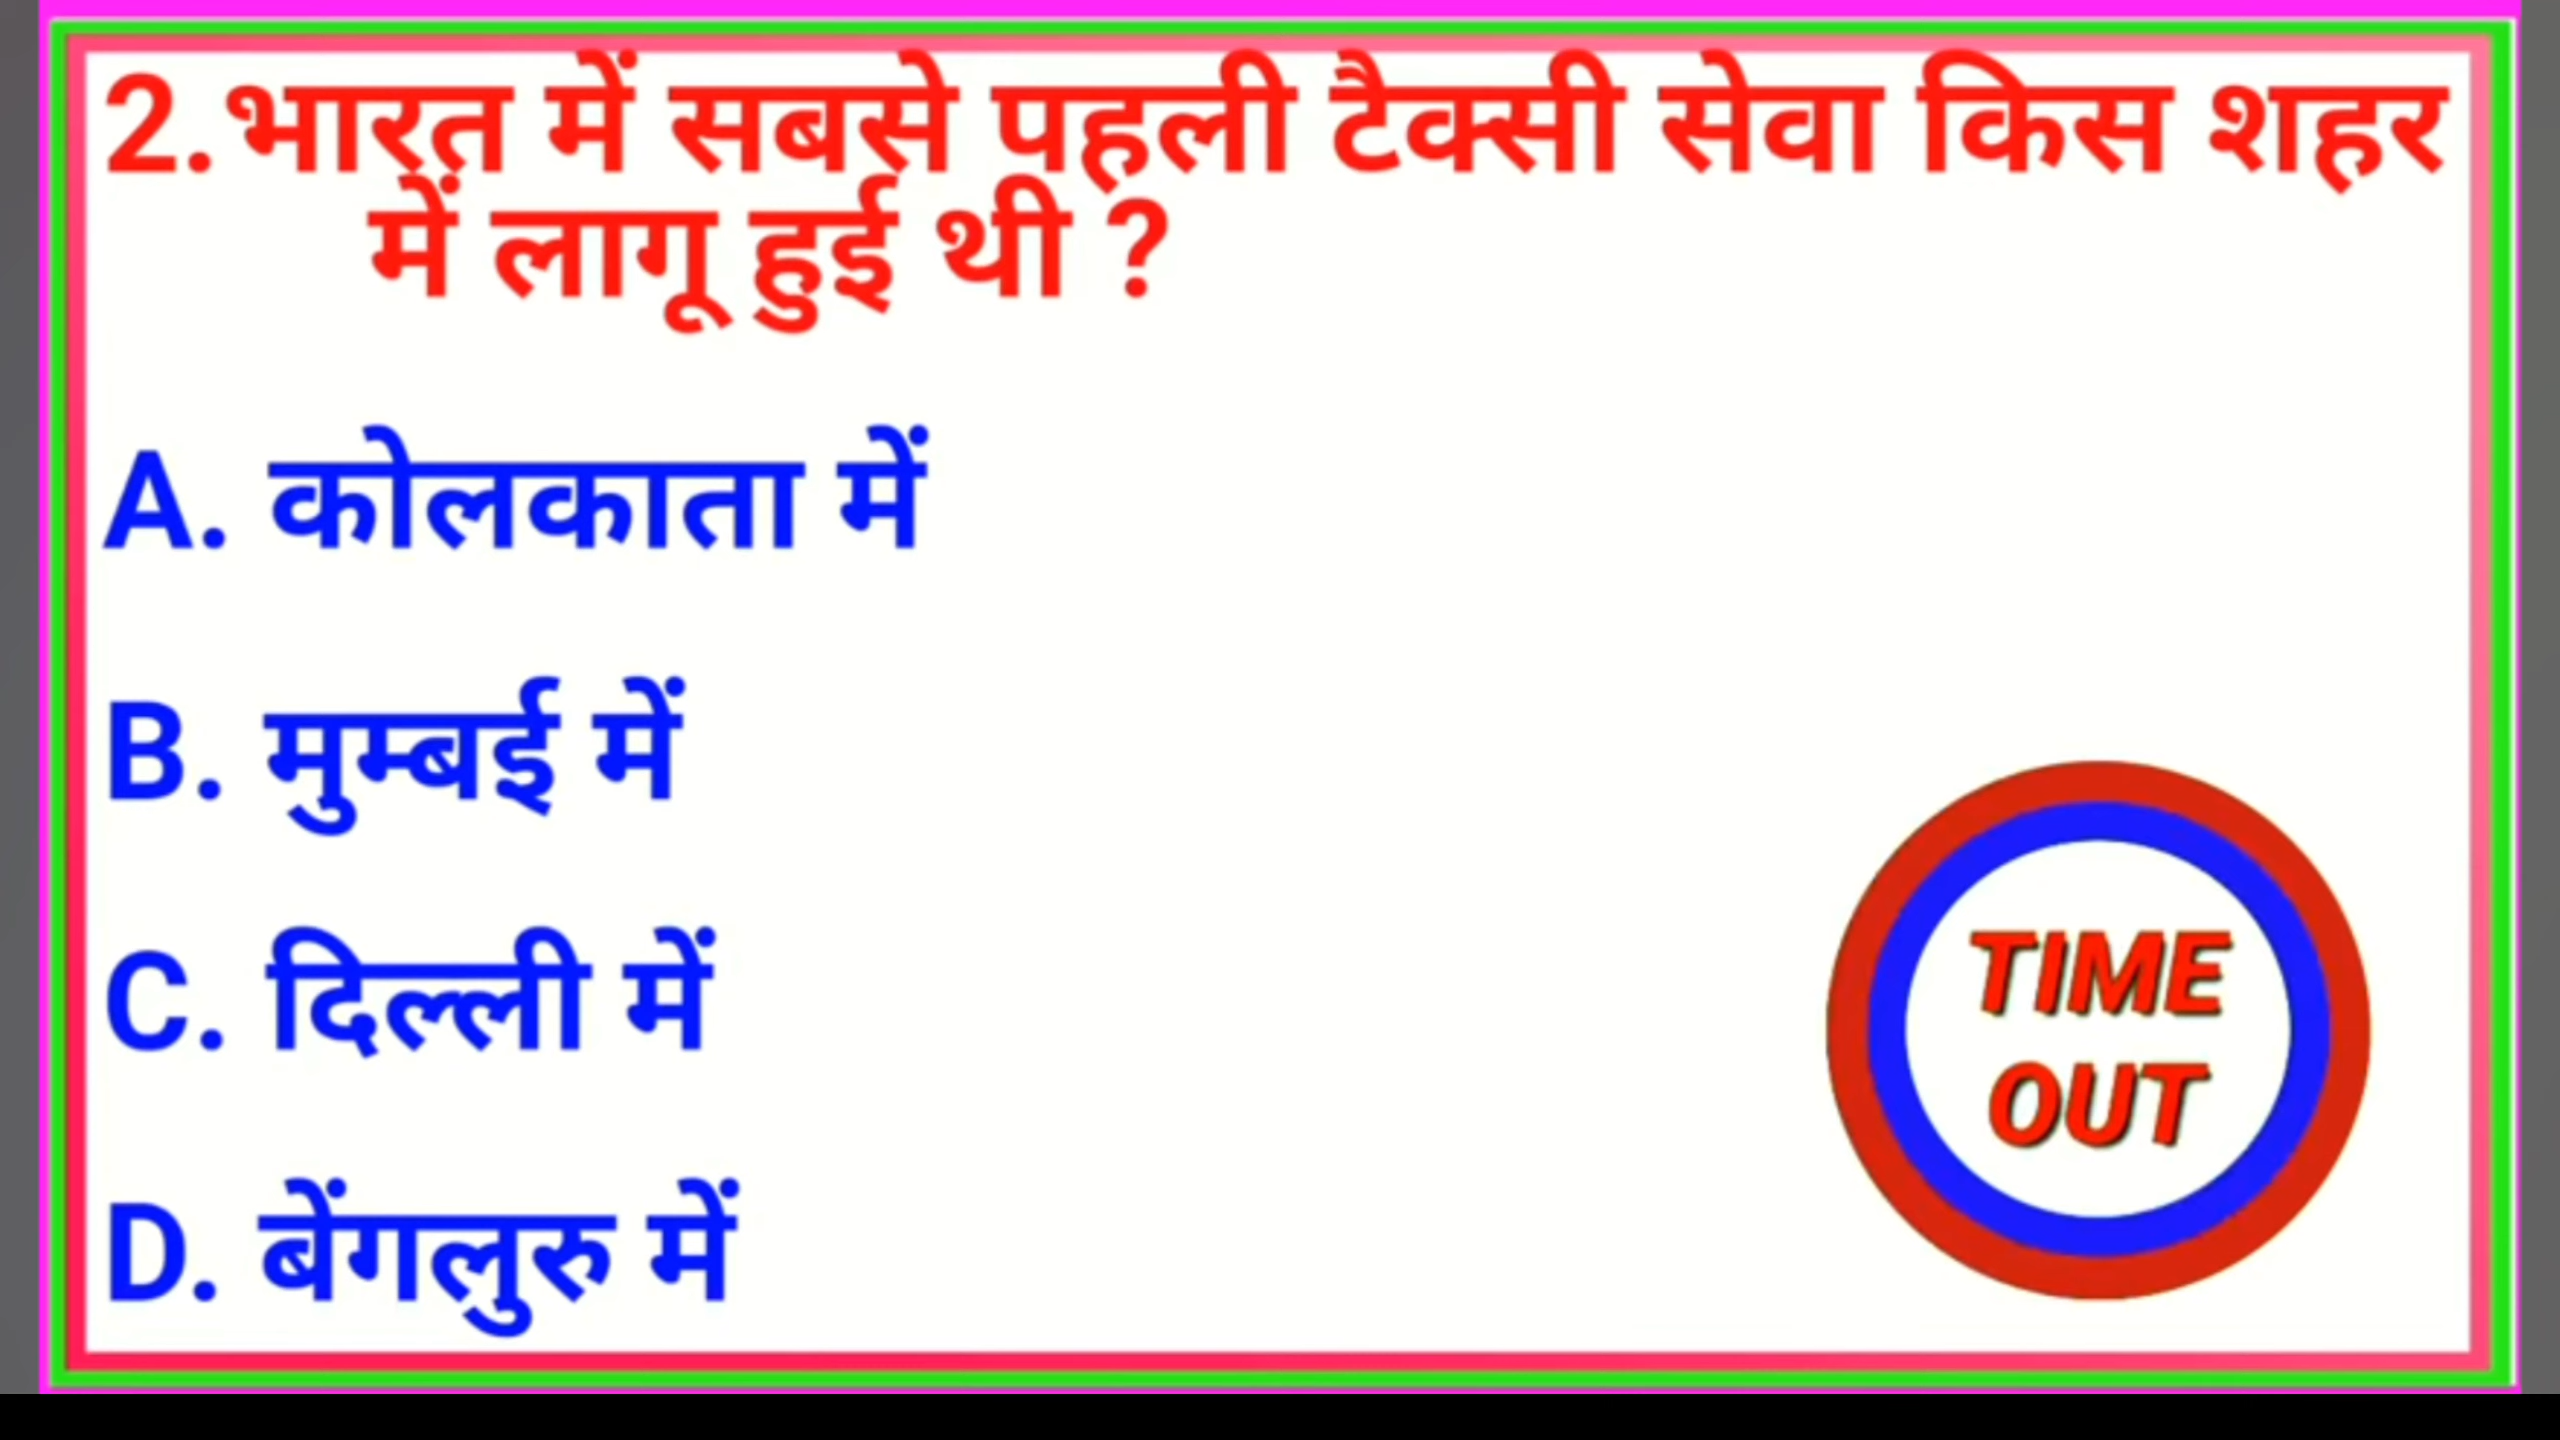 2.भारत में सबसे पहली टैक्सी सेवा किस शहर
में लागू हुई थी ?
A. कोलकाता में
B. मुम्बई में
C. दिल्ली में
D. बेंगलुरु में
TIME
OUT